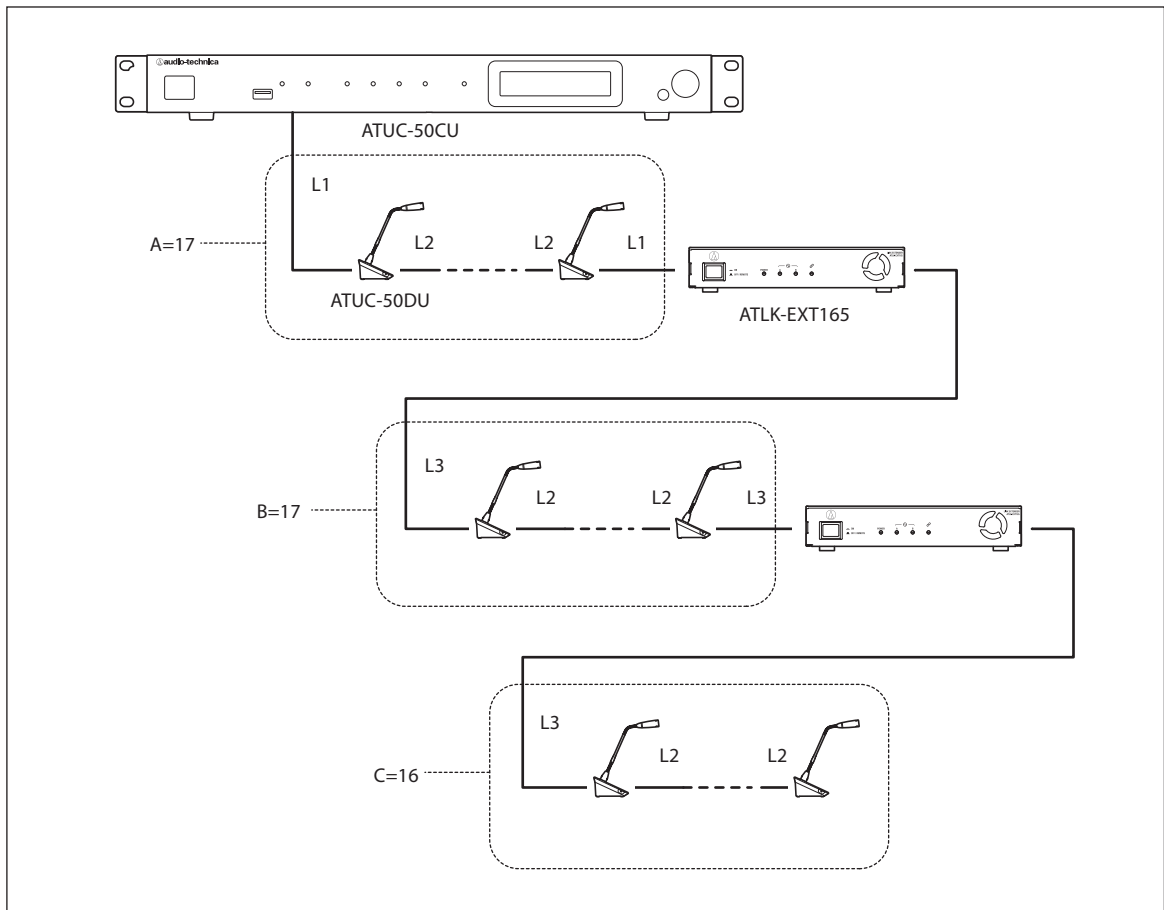 audio-technica
ATUC-50CU
L1
A=17
L2
L2
L1
ATUC-50DU
ATLK-EXT165
L3
B=17
L2
L2
L3
L3
C=16
L2
L2